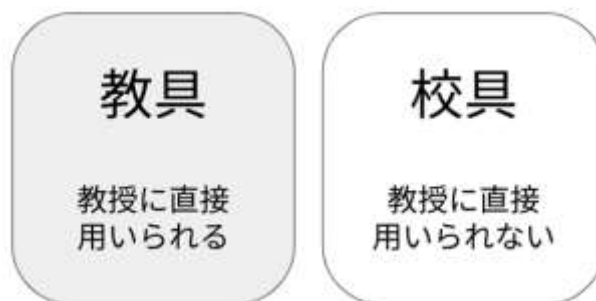 教具
教授に直接
用いられる
校具
教授に直接
用いられない